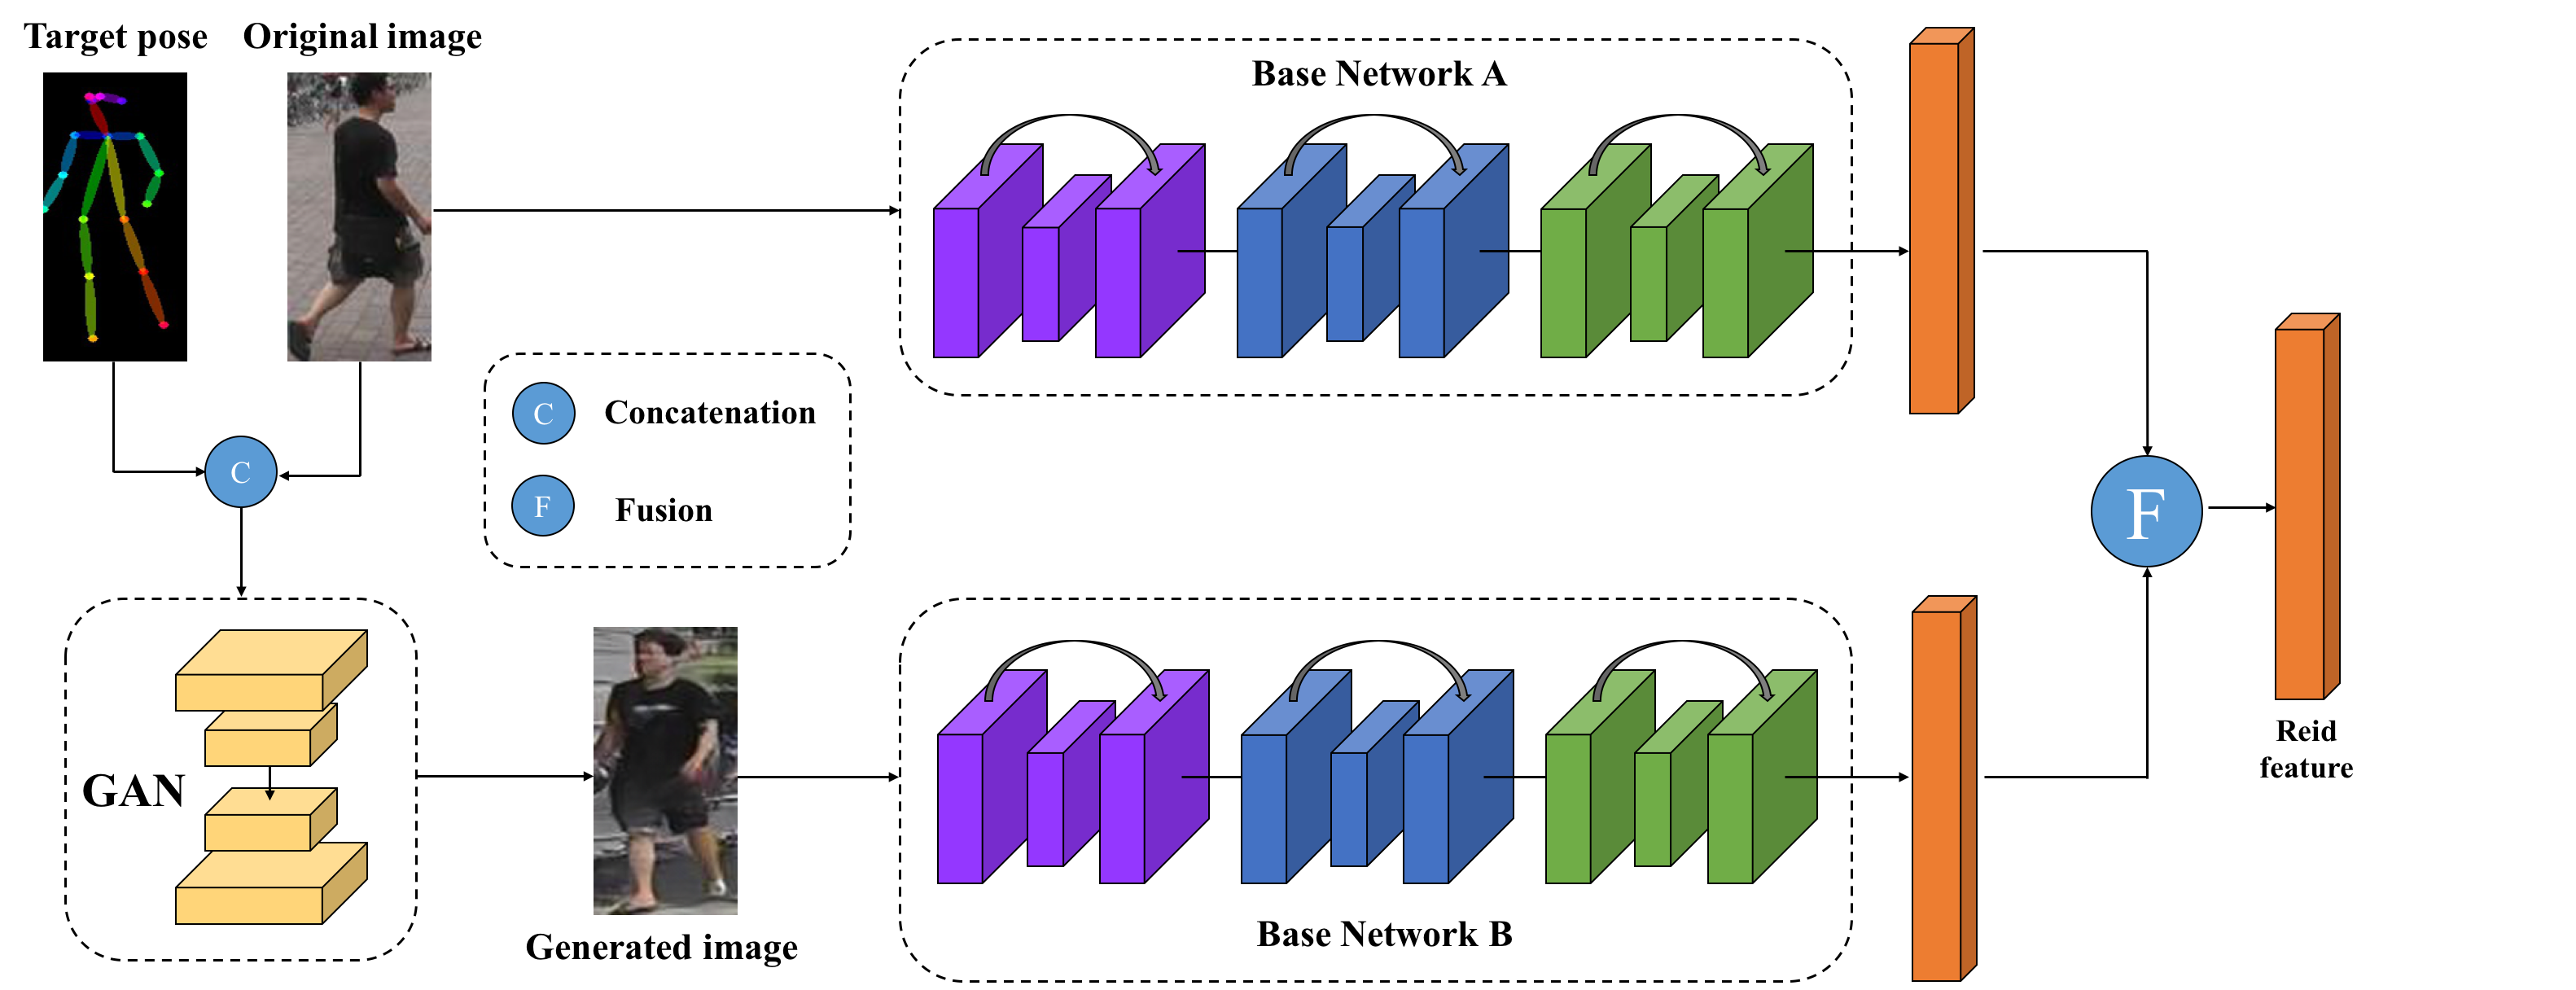 Target pose
Original image
Base Network A
C
Concatenation
F
Fusion
C
F
GAN
Generated image
Base Network B
Reid
feature